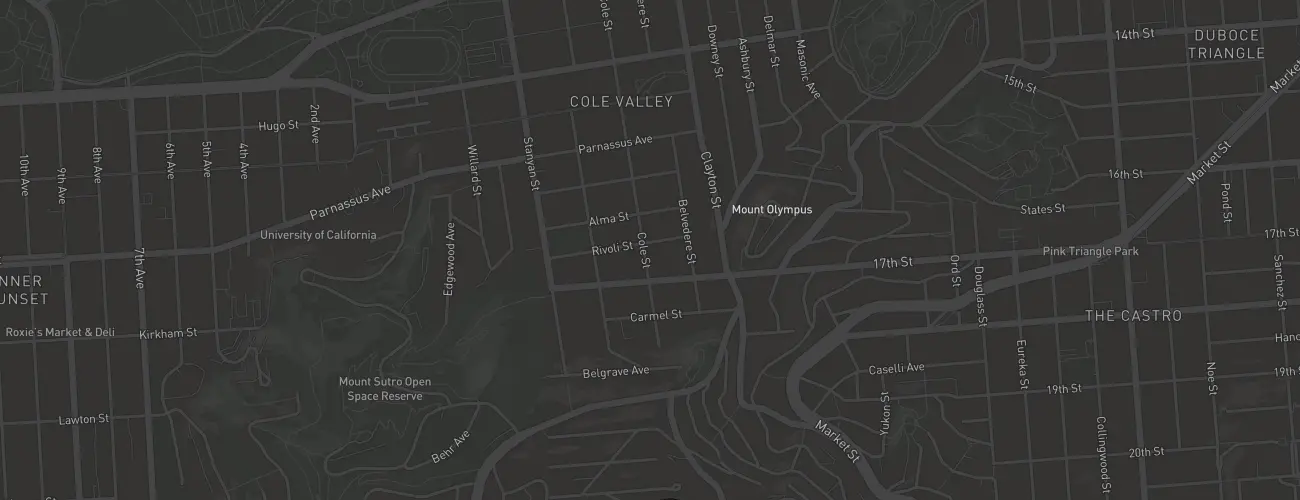 Cole St
14th St
DUBOCE
TRIANGLE
Downey St
Ashbury St
Delmar St
Masonic Ave
Market St
15th St
COLE VALLEY
2nd Ave
Hugo St
10th Ave
9th Ave
8th Ave
6th Ave
5th Ave
4th Ave
Willard St
Stanyan St
Parnassus Ave
Clayton St
16th St
Market St
Parnassus Ave
Pond St
Alma St
Belvedere St
Mount Olympus
States St
University of California
Edgewood Ave
Rivoli St
Cole St
17th St
Pink Triangle Park
17th St
7th Ave
NNER
UNSET
Ord St
Douglass St
Sanchez St
Carmel St
THE CASTRO
Roxie's Market & Deli
Kirkham St
Belgrave Ave
Caselli Ave
Eureka St
Noe St
Mount Sutro Open
Space Reserve
19th St
Lawton St
Behr Ave
Yukon St
Market St
Collingwood St
20th St